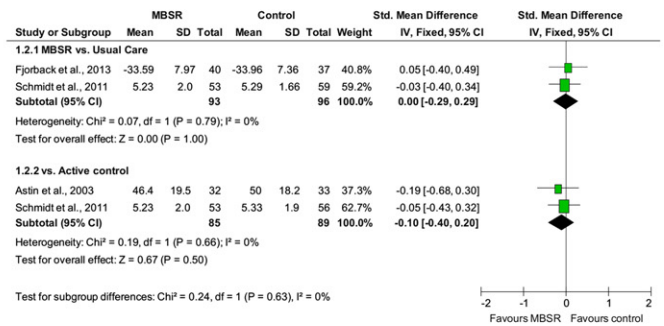 MBSR Control Std. Mean Difference Std. Mean Difference
Study or Subgroup Mean SD Total Mean SD Total Weight IV, Fixed, 95% CI IV, Fixed, 95% CI
1.2.1 MBSR vs. Usual Care
Fjorback et al., 2013 -33.59 7.97 40 -33.96 7.36 37 40.8% 0.05 [-0.40, 0.49]
Schmidt et al., 2011 5.23 2.0 53 5.29 1.66 59 59.2% -0.03 [-0.40, 0.34]
Subtotal (95% CI) 93 96 100.0% 0.00 [-0.29, 0.29]
Heterogeneity: Chi² = 0.07, df = 1 (P = 0.79); I² = 0%
Test for overall effect: Z = 0.00 (P = 1.00)
1.2.2 vs. Active control
Astin et al., 2003 46.4 19.5 32 50 18.2 33 37.3% -0.19 [-0.68, 0.30]
Schmidt et al., 2011 5.23 2.0 53 5.33 1.9 56 62.7% -0.05 [-0.43, 0.32]
Subtotal (95% CI) 85 89 100.0% -0.10 [-0.40, 0.20]
Heterogeneity: Chi² = 0.19, df = 1 (P = 0.66); I² = 0%
Test for overall effect: Z = 0.67 (P = 0.50)
Test for subgroup differences: Chi² = 0.24, df = 1 (P = 0.63), I² = 0%
-2 -1 0 1 2
Favours MBSR Favours control